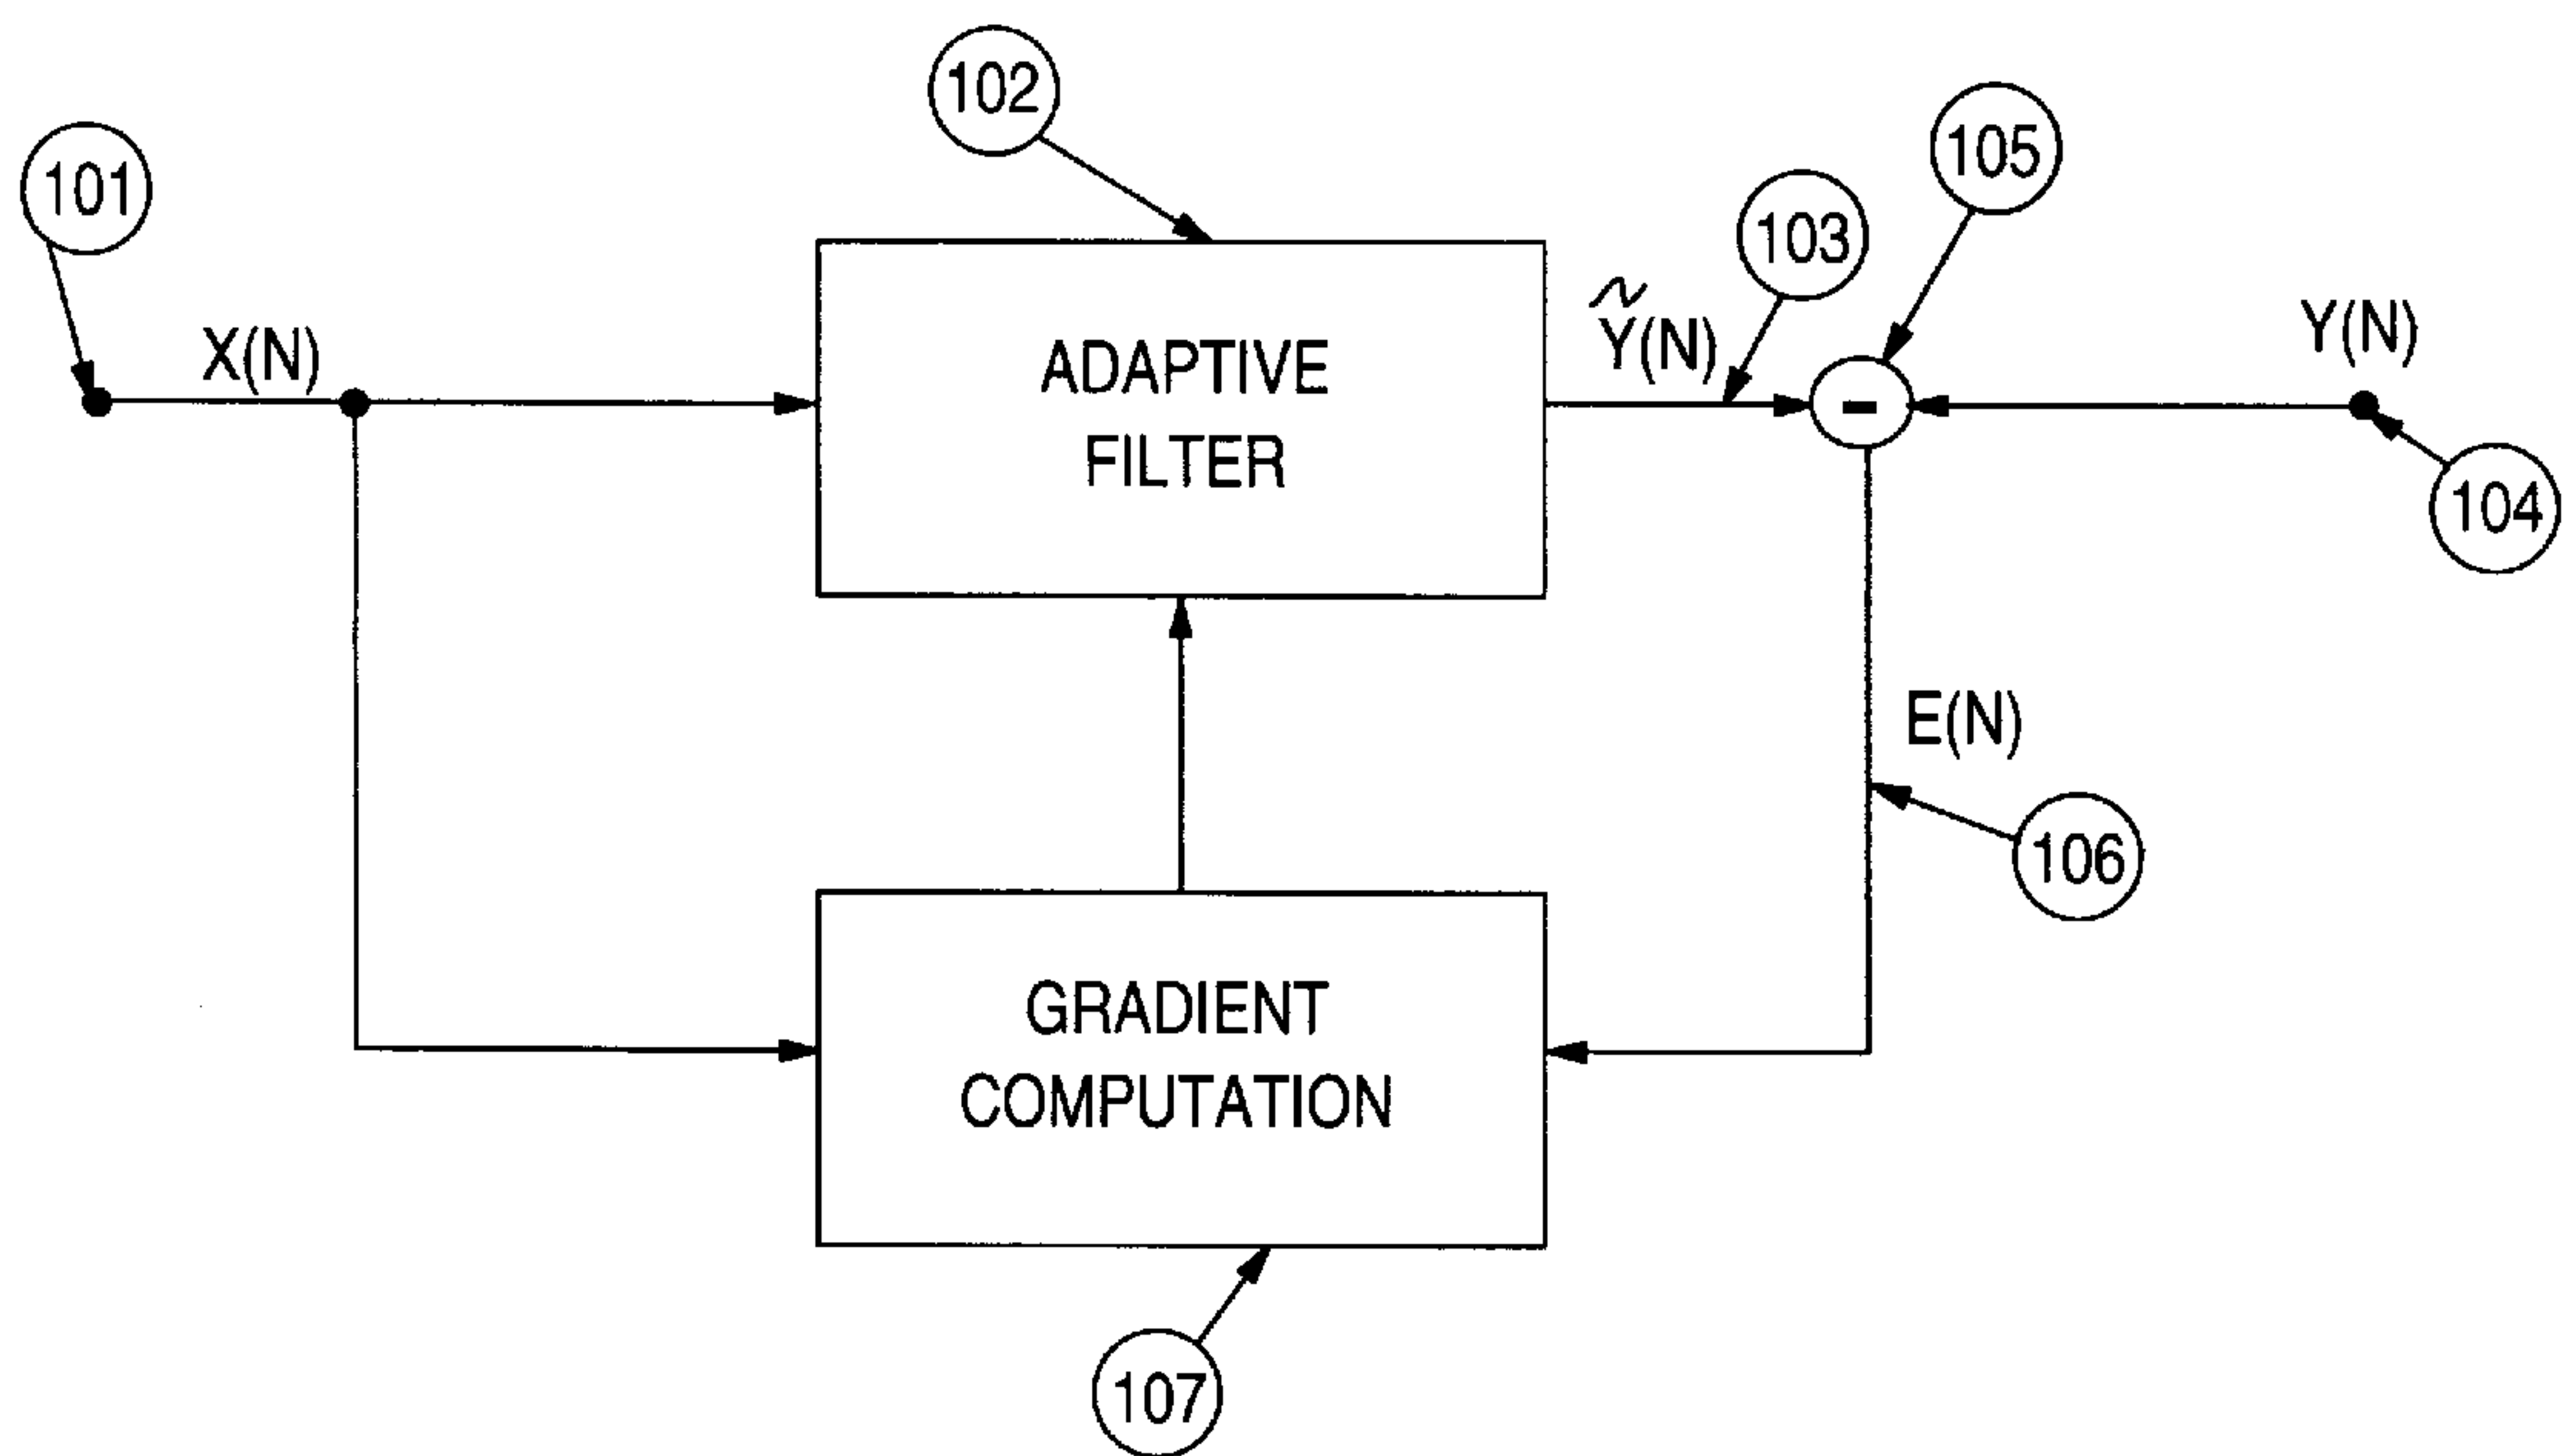 102
105
101
103
Ỹ(N)
Y(N)
X(N)
ADAPTIVE
FILTER
-
104
E(N)
106
GRADIENT
COMPUTATION
107